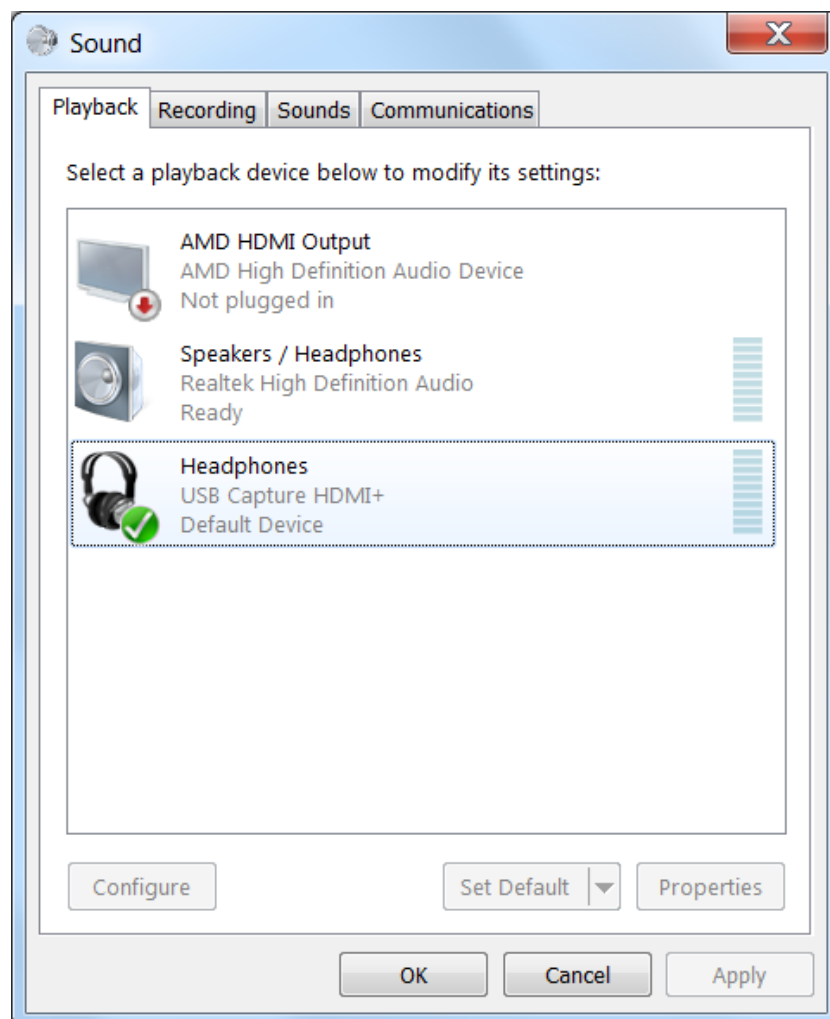 Sound
Playback
Recording
Sounds
Communications
Select a playback device below to modify its settings:
AMD HDMI Output
AMD High Definition Audio Device
Not plugged in
Speakers / Headphones
Realtek High Definition Audio
Ready
Headphones
USB Capture HDMI+
Default Device
Configure
Set Default
Properties
OK
Cancel
Apply